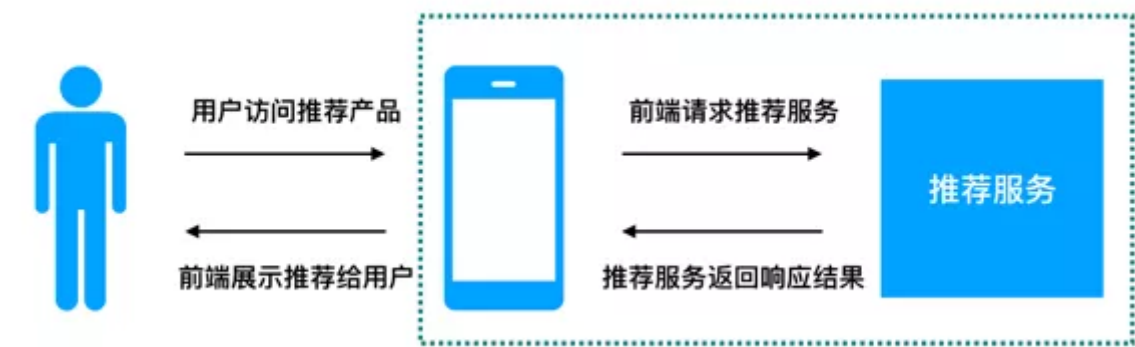 用户访问推荐产品
前端展示推荐给用户
前端请求推荐服务
推荐服务返回响应结果
推荐服务